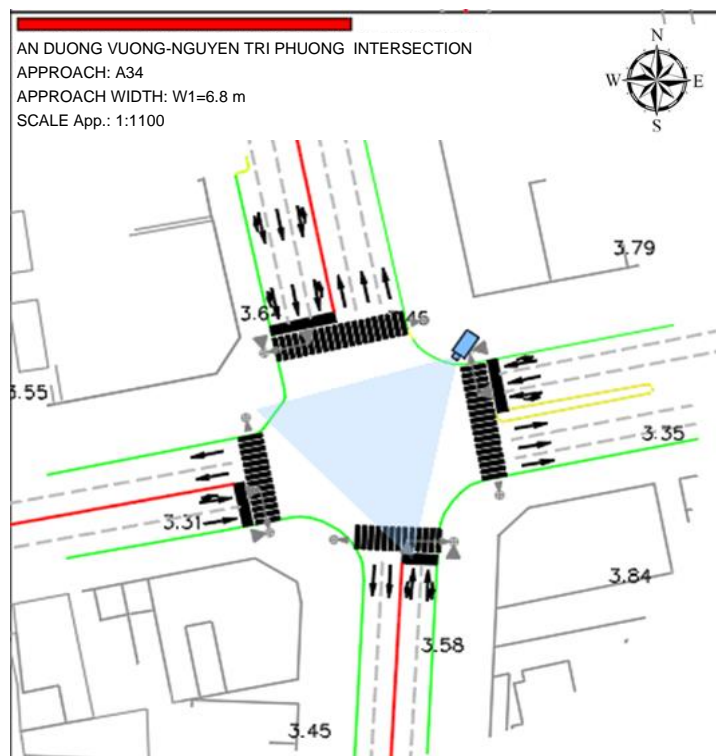 AN DUONG VUONG-NGUYEN TRI PHUONG INTERSECTION
APPROACH: A34
APPROACH WIDTH: W1=6.8 m
SCALE App.: 1:1100
N
W
E
S
3.79
3.64
3.35
3.31
3.84
3.58
3.45